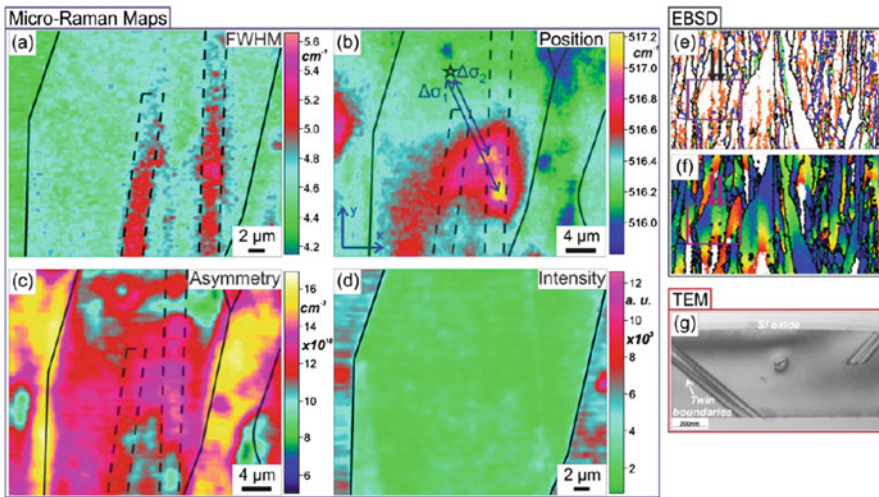 Micro-Raman Maps
(a)
FWHM
5.6
cm⁻¹
5.4
5.2
5.0
4.8
4.6
4.4
4.2
2 µm
(b)
Position
Δσ₁
Δσ₂
y
x
4 µm
517.2
cm⁻¹
517.0
516.8
516.6
516.4
516.2
516.0
(c)
Asymmetry
cm⁻³
x10¹⁸
16
14
12
10
8
6
4 µm
(d)
Intensity
12
a. u.
10
x10³
8
6
4
2
2 µm
EBSD
(e)
(f)
TEM
(g)
Si oxide
Twin
boundaries
200nm